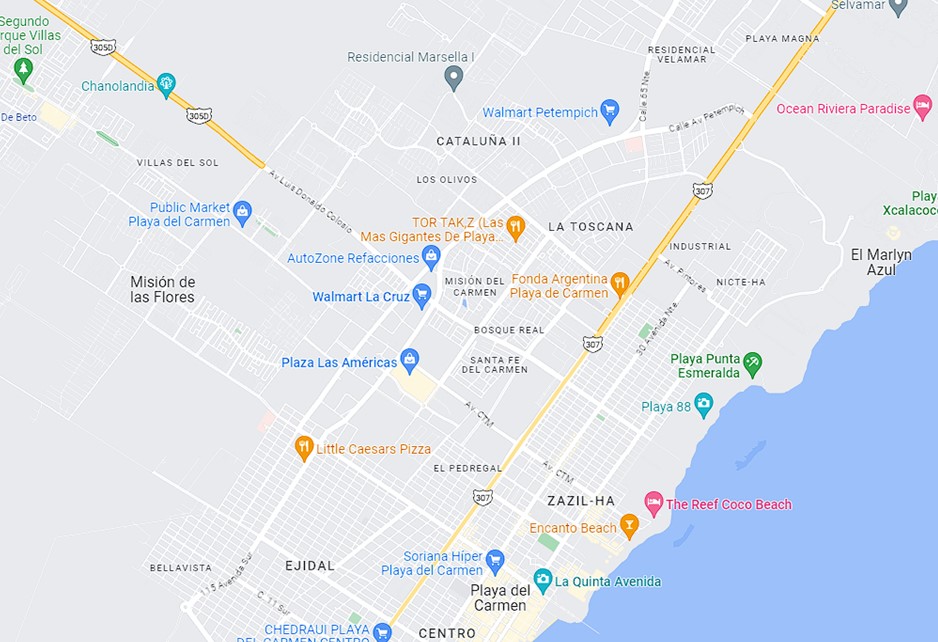 Selvamar
Segundo
rque Villas
del Sol
305D
PLAYA MAGNA
RESIDENCIAL
VELAMAR
Residencial Marsella I
Chanolandia
Calle 65 Nte.
De Beto
305D
Walmart Petempich
Calle Av Petempich
Ocean Riviera Paradise
CATALUÑA II
VILLAS DEL SOL
Av. Luis Donaldo Colosio
LOS OLIVOS
307
Playa
Xcalacoco
Public Market
Playa del Carmen
TOR TAK,Z (Las
Mas Gigantes De Playa...
LA TOSCANA
INDUSTRIAL
El Marlyn
Azul
AutoZone Refacciones
Av. Pintores
NICTE-HA
Misión de
las Flores
MISIÓN DEL
CARMEN
Fonda Argentina
Playa de Carmen
Walmart La Cruz
BOSQUE REAL
30 Avenida Nte.
307
Plaza Las Américas
SANTA FE
DEL CARMEN
Playa Punta
Esmeralda
Playa 88
Av. CTM
Little Caesars Pizza
EL PEDREGAL
Av. CTM
307
ZAZIL-HA
The Reef Coco Beach
Encanto Beach
BELLAVISTA
EJIDAL
Soriana Híper
Playa del Carmen
115 Avenida Sur
La Quinta Avenida
Playa del
Carmen
C. 11 Sur
CHEDRAUI PLAYA
DEL CARMEN CENTRO
CENTRO